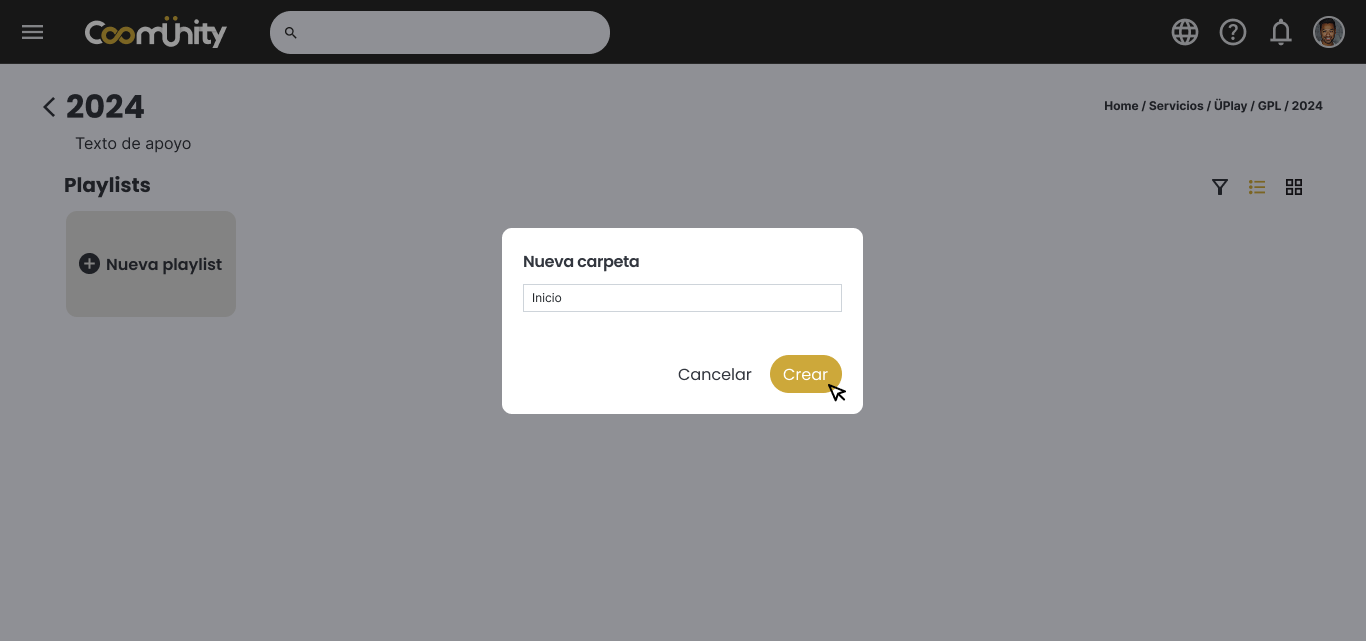 Coomünity
2024
Home / Servicios / ÜPlay / GPL / 2024
Texto de apoyo
Playlists
Nueva playlist
Nueva carpeta
Inicio
Cancelar
Crear